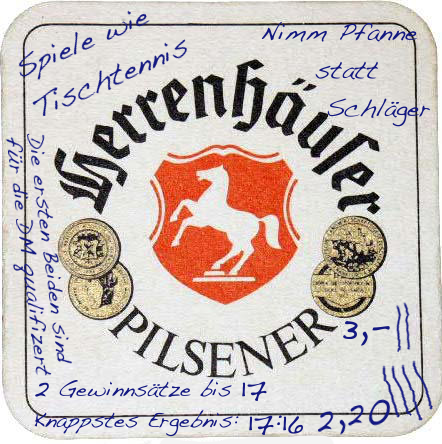 Spiele wie
Tischtennis
Nimm Pfanne
statt
Schläger
Herrenhäuser
PILSENER
Die ersten Beiden sind
für die DM qualifizert
3,-
2 Gewinnsätze bis 17
Knappstes Ergebnis: 17:16
2,20